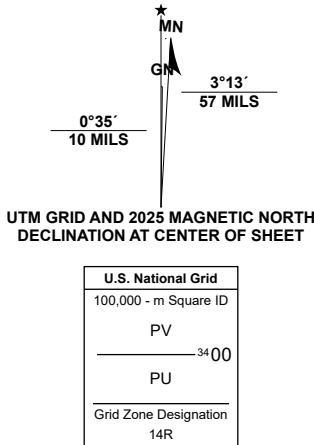 MN
GN
3°13´
57 MILS
0°35´
10 MILS
UTM GRID AND 2025 MAGNETIC NORTH
DECLINATION AT CENTER OF SHEET
U.S. National Grid
100,000 - m Square ID
PV
3400
PU
Grid Zone Designation
14R